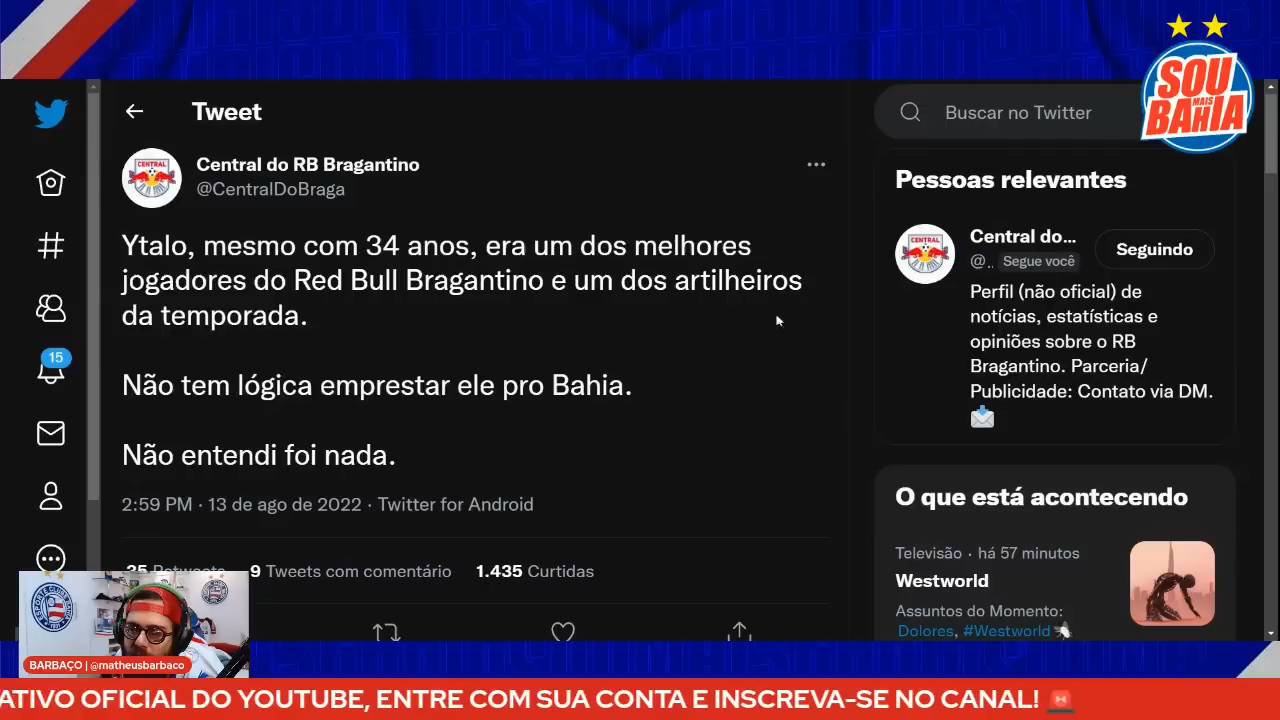 SOU
MAIS
BAHIA
Tweet
Buscar no Twitter
Central do RB Bragantino
@CentralDoBraga
CENTRAL
Ytalo, mesmo com 34 anos, era um dos melhores
jogadores do Red Bull Bragantino e um dos artilheiros
da temporada.
Não tem lógica emprestar ele pro Bahia.
Não entendi foi nada.
2:59 PM · 13 de ago de 2022 · Twitter for Android
35 Retweets 9 Tweets com comentário 1.435 Curtidas
15
Pessoas relevantes
CENTRAL
Central do...
@.. Segue você
Seguindo
Perfil (não oficial) de
notícias, estatísticas e
opiniões sobre o RB
Bragantino. Parceria/
Publicidade: Contato via DM.
O que está acontecendo
Televisão · há 57 minutos
Westworld
Assuntos do Momento:
Dolores, #Westworld
BARBAÇO | @matheusbarbaco
ATIVO OFICIAL DO YOUTUBE, ENTRE COM SUA CONTA E INSCREVA-SE NO CANAL!